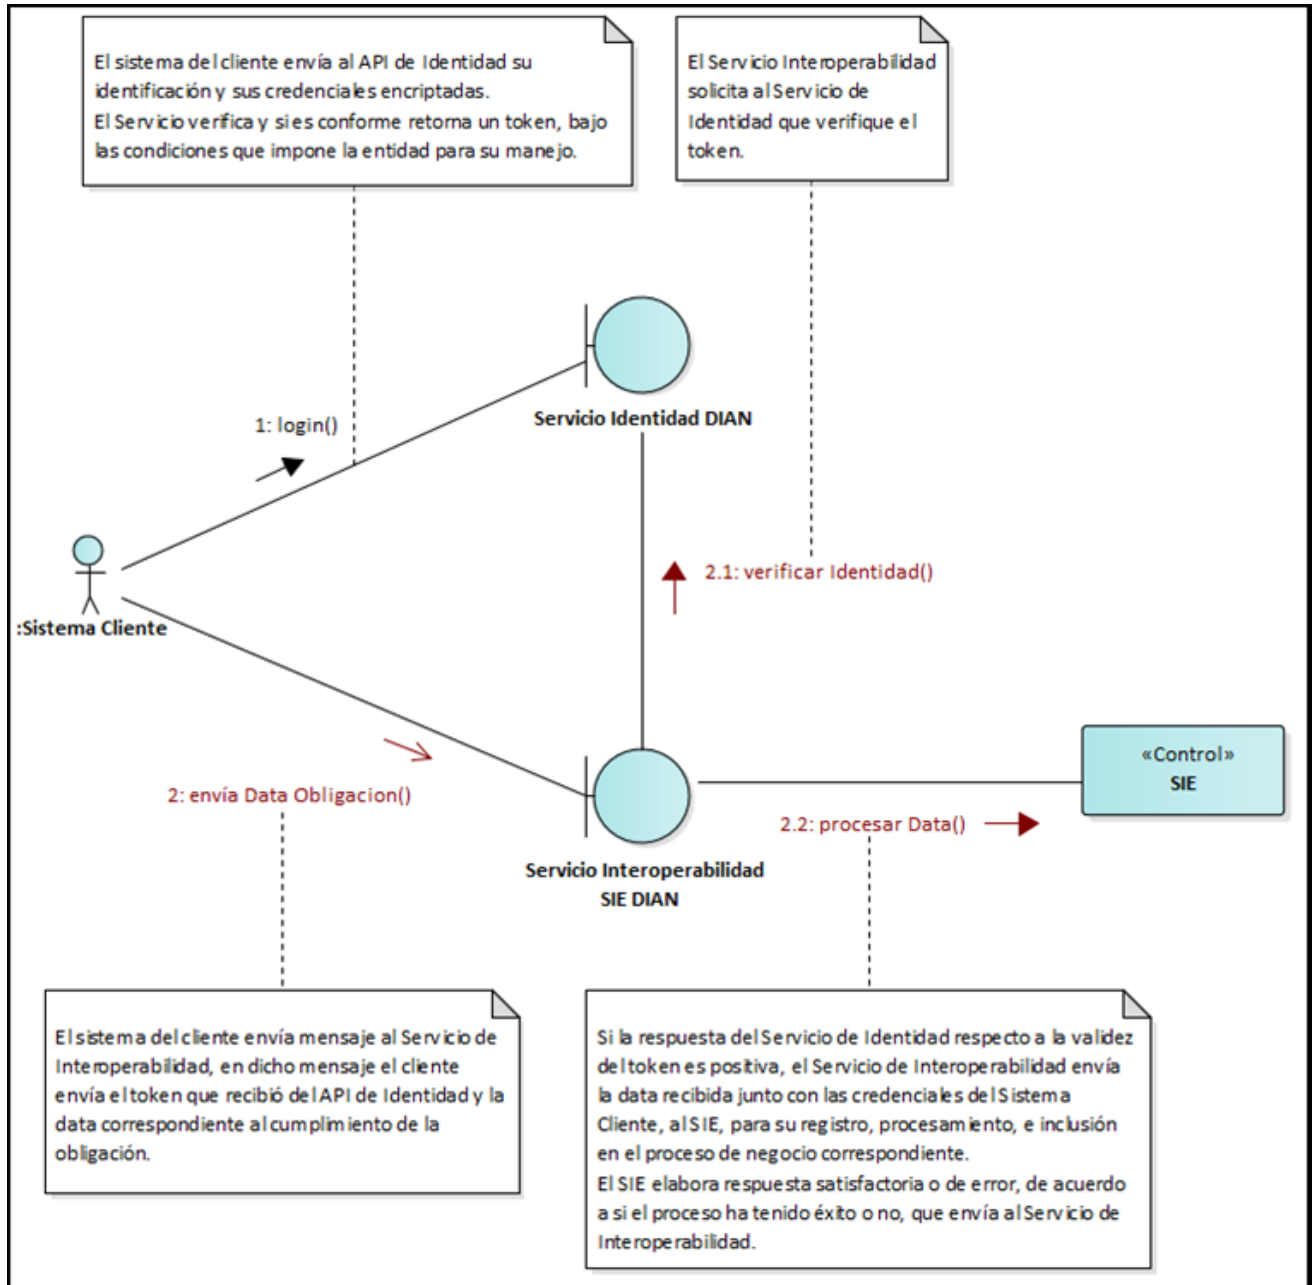 El sistema del cliente envía al API de Identidad su
identificación y sus credenciales encriptadas.
El Servicio verifica y si es conforme retorna un token, bajo
las condiciones que impone la entidad para su manejo.
El Servicio Interoperabilidad
solicita al Servicio de
Identidad que verifique el
token.
Servicio Identidad DIAN
1: login()
2.1: verificar Identidad()
:Sistema Cliente
«Control»
SIE
2: envía Data Obligacion()
2.2: procesar Data()
Servicio Interoperabilidad
SIE DIAN
El sistema del cliente envía mensaje al Servicio de
Interoperabilidad, en dicho mensaje el cliente
envía el token que recibió del API de Identidad y la
data correspondiente al cumplimiento de la
obligación.
Si la respuesta del Servicio de Identidad respecto a la validez
del token es positiva, el Servicio de Interoperabilidad envía
la data recibida junto con las credenciales del Sistema
Cliente, al SIE, para su registro, procesamiento, e inclusión
en el proceso de negocio correspondiente.
El SIE elabora respuesta satisfactoria o de error, de acuerdo
a si el proceso ha tenido éxito o no, que envía al Servicio de
Interoperabilidad.